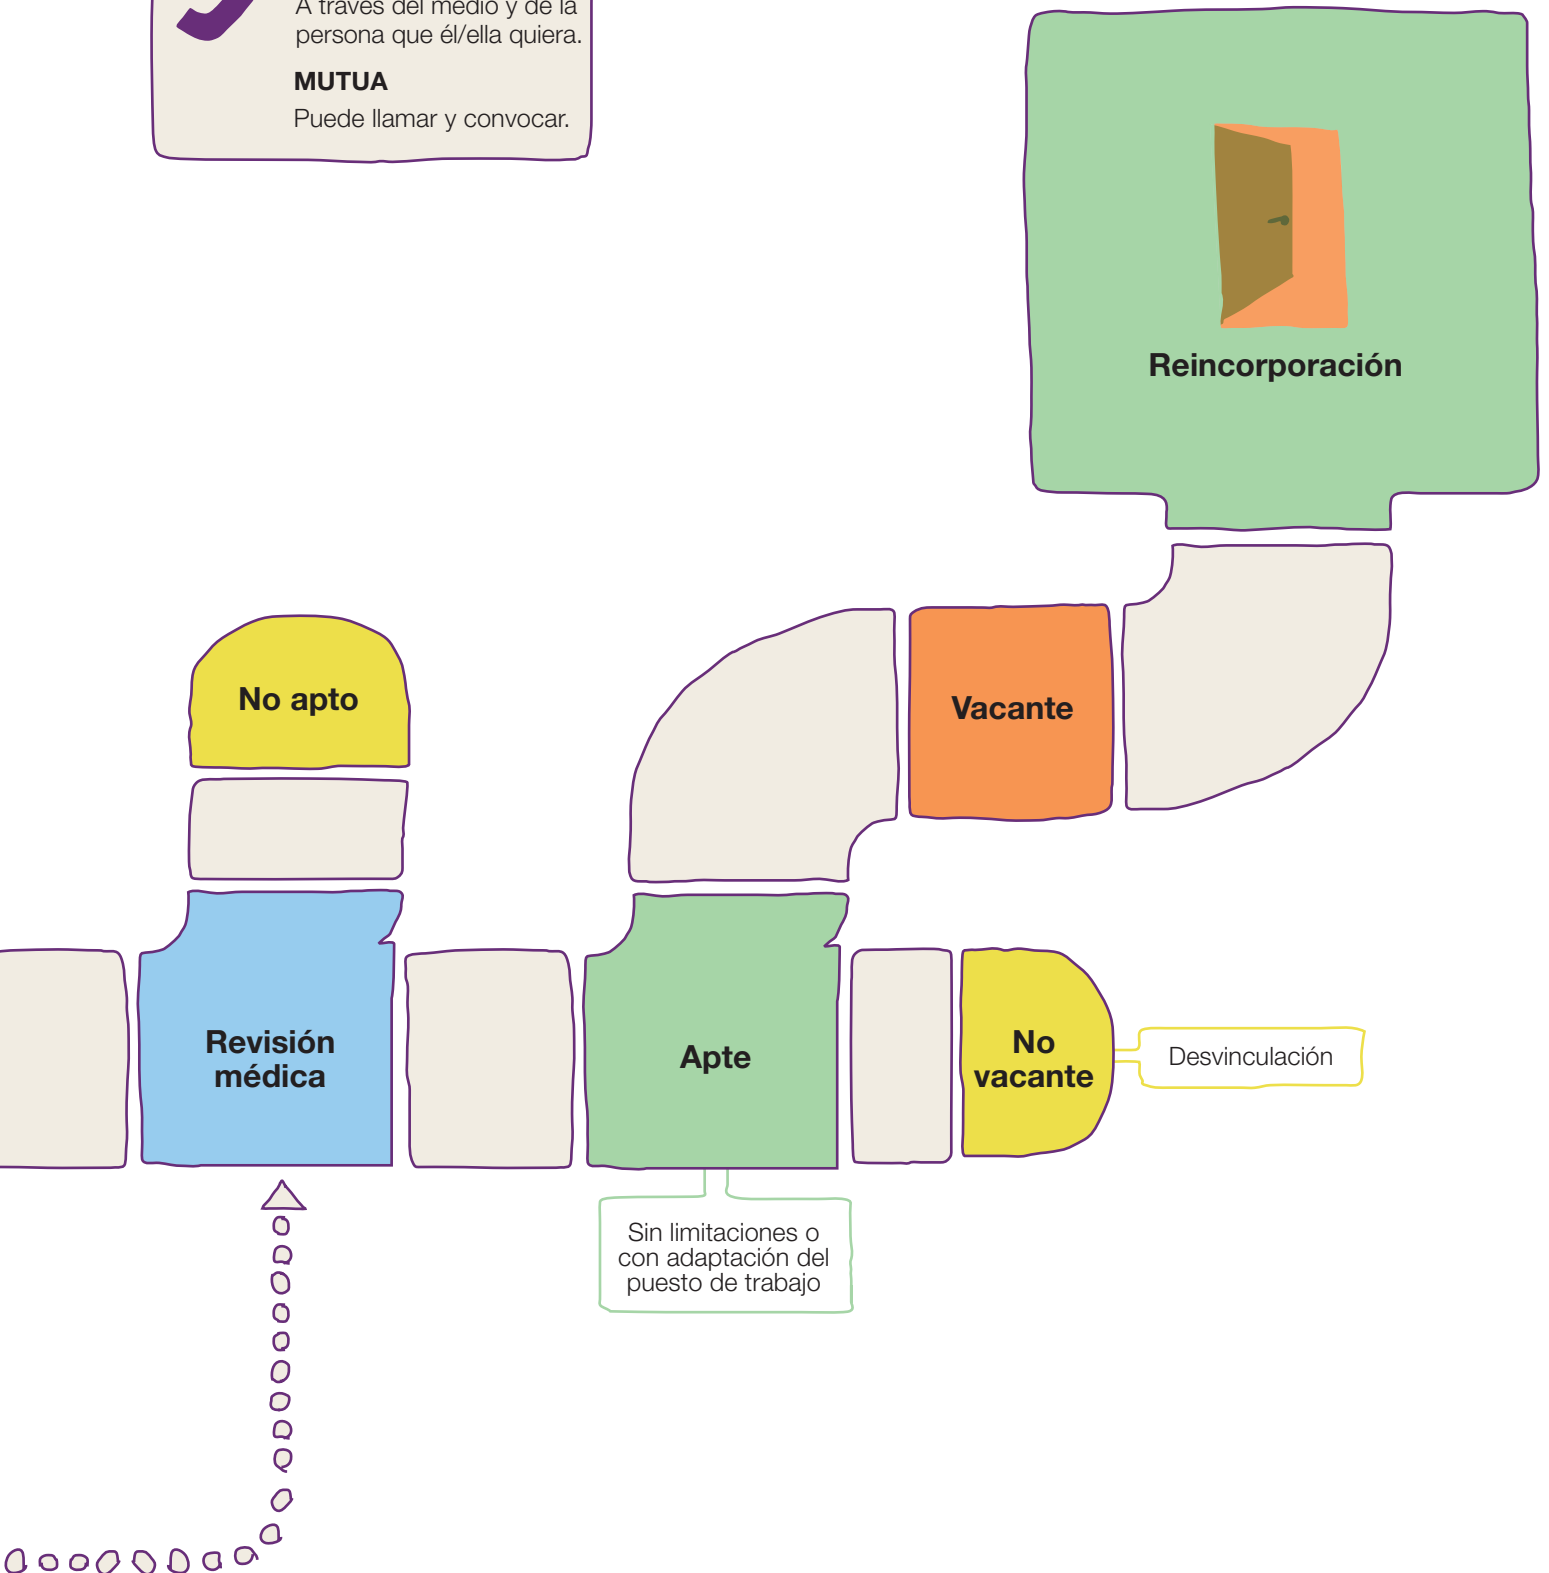 A través del medio y de la
persona que él/ella quiera.
MUTUA
Puede llamar y convocar.
Reincorporación
No apto
Vacante
Revisión
médica
Apte
No
vacante
Desvinculación
Sin limitaciones o
con adaptación del
puesto de trabajo